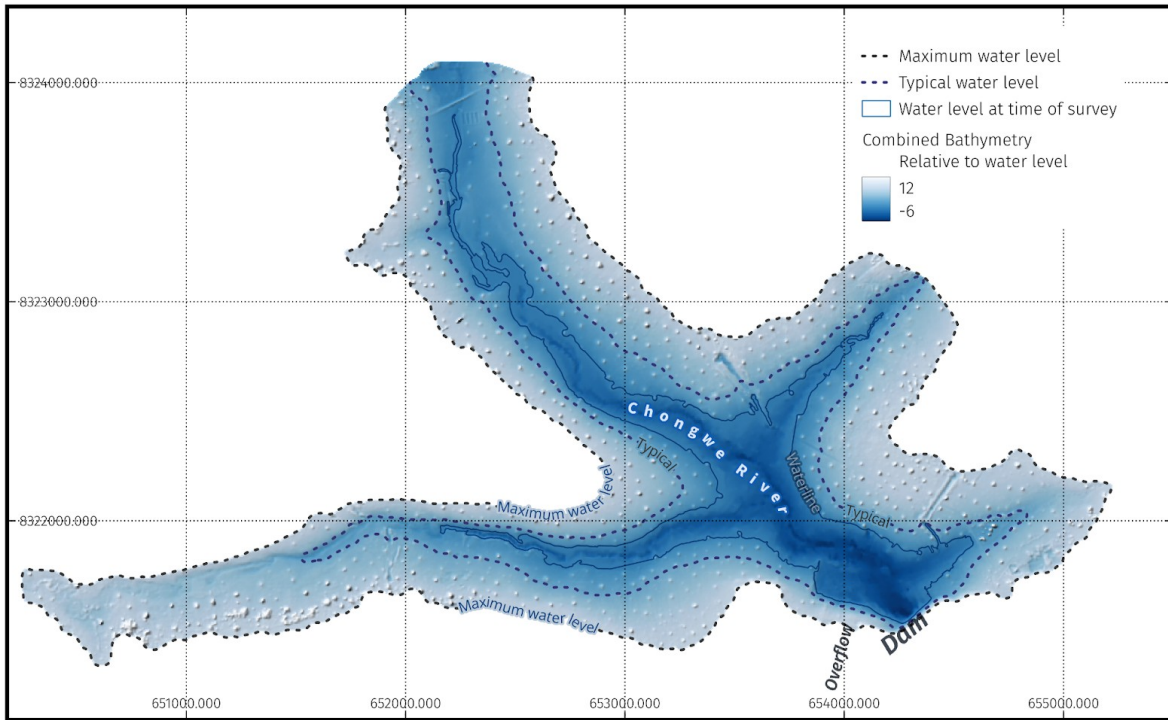 Maximum water level
Typical water level
Water level at time of survey
Combined Bathymetry
Relative to water level
12
-6
8324000.000
8323000.000
8322000.000
Chongwe River
Typical
Waterline
Maximum water level
Typical
Maximum water level
Overflow
Dam
651000.000
652000.000
653000.000
654000.000
655000.000